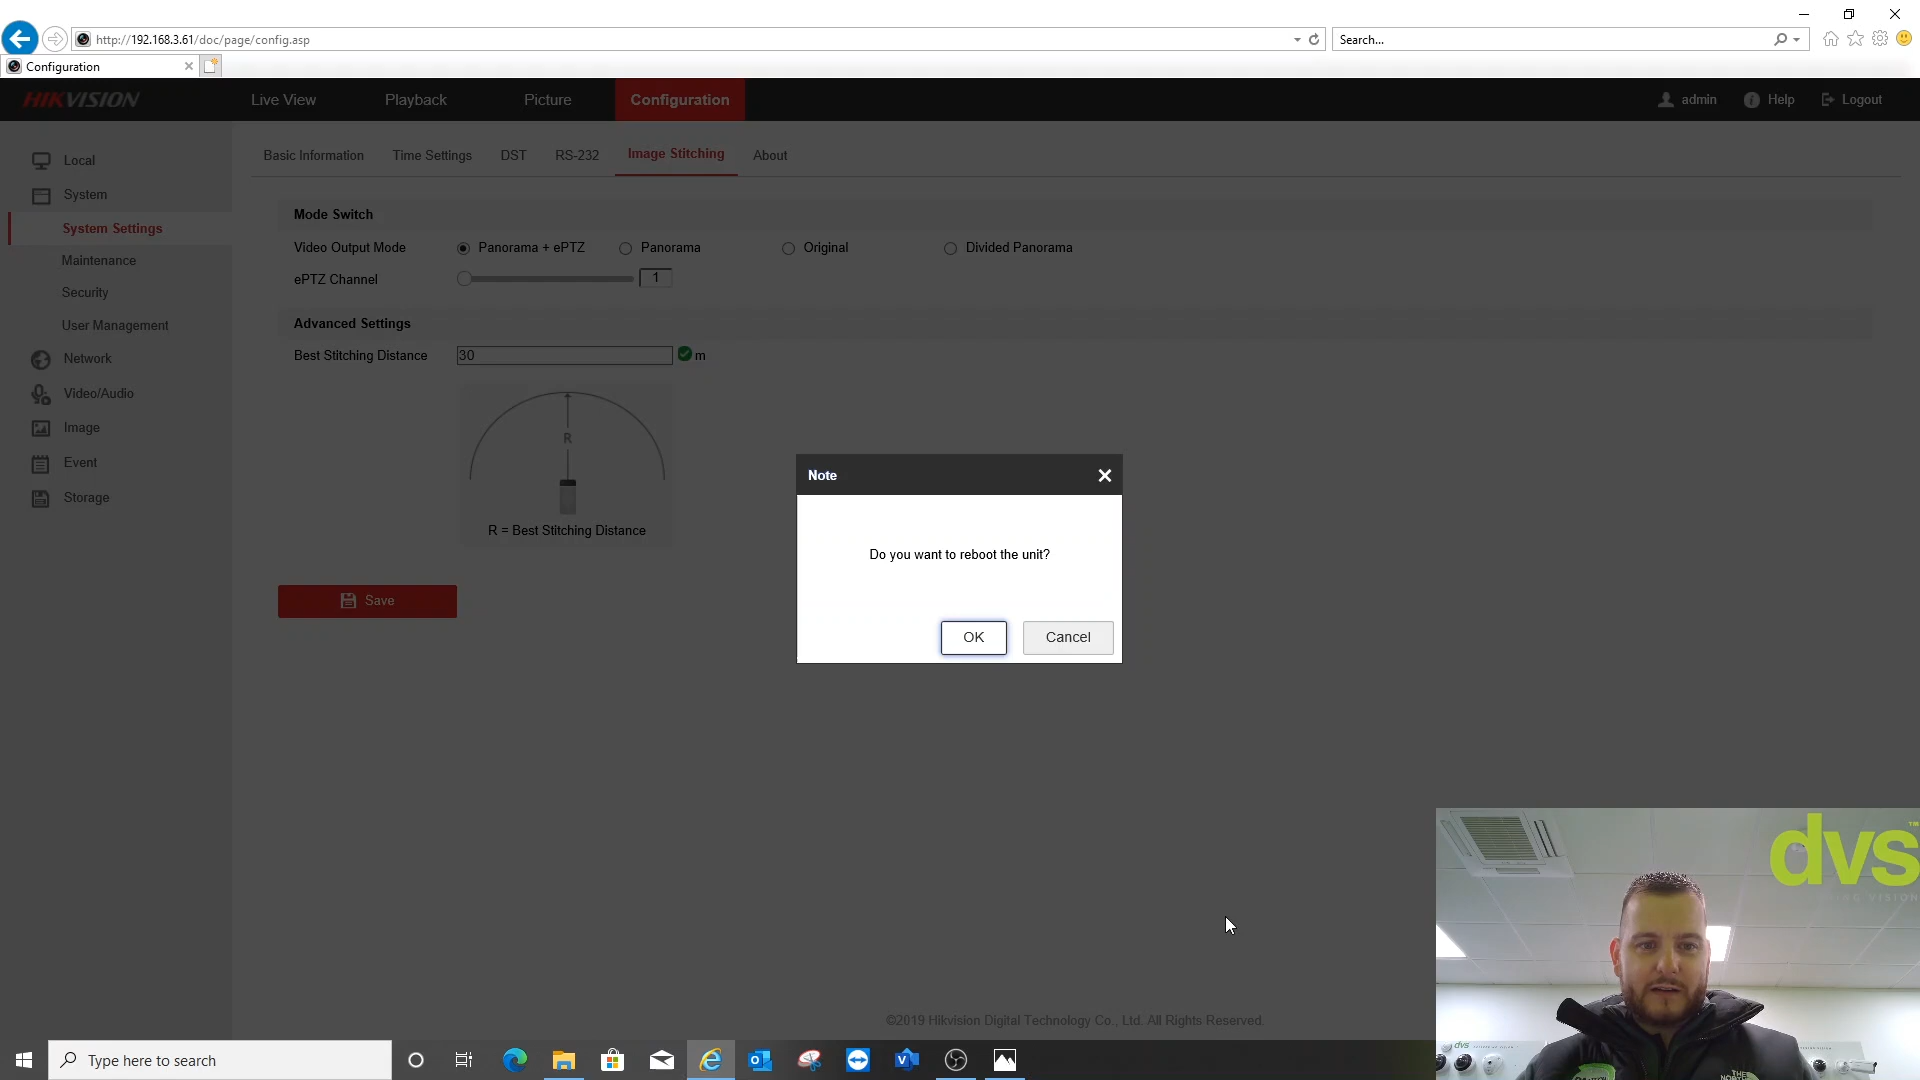 http://192.168.3.61/doc/page/config.asp
Search...
Configuration
HIKVISION
Live View
Playback
Picture
Configuration
admin
Help
Logout
Local
System
System Settings
Maintenance
Security
User Management
Network
Video/Audio
Image
Event
Storage
Basic Information
Time Settings
DST
RS-232
Image Stitching
About
Mode Switch
Video Output Mode
Panorama + ePTZ
Panorama
Original
Divided Panorama
ePTZ Channel
1
Advanced Settings
Best Stitching Distance
30
m
R
R = Best Stitching Distance
Save
Note
Do you want to reboot the unit?
OK
Cancel
©2019 Hikvision Digital Technology Co., Ltd. All Rights Reserved.
dvs™
dvs
THE
Type here to search